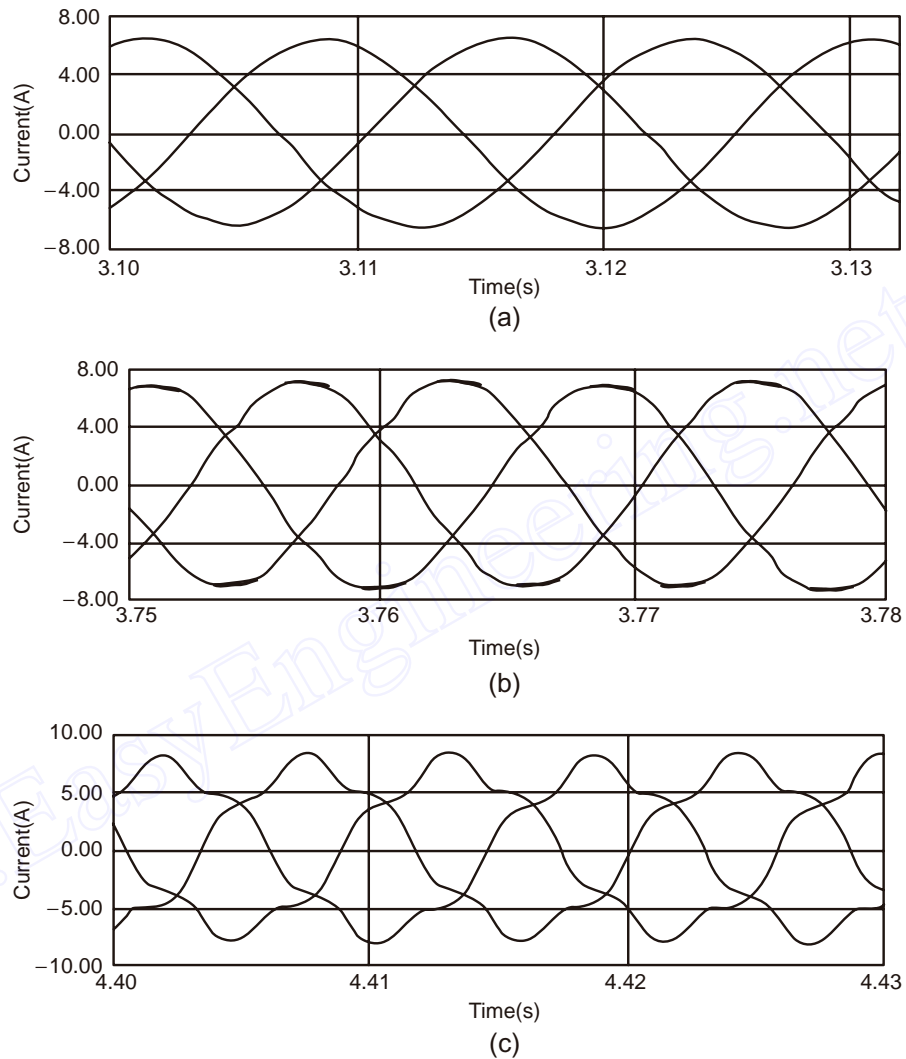 8.00
4.00
0.00
−4.00
−8.00
Current(A)
3.10 3.11 3.12 3.13
Time(s)
(a)
8.00
4.00
0.00
−4.00
−8.00
Current(A)
3.75 3.76 3.77 3.78
Time(s)
(b)
10.00
5.00
0.00
−5.00
−10.00
Current(A)
4.40 4.41 4.42 4.43
Time(s)
(c)
.EasyEngineering.net